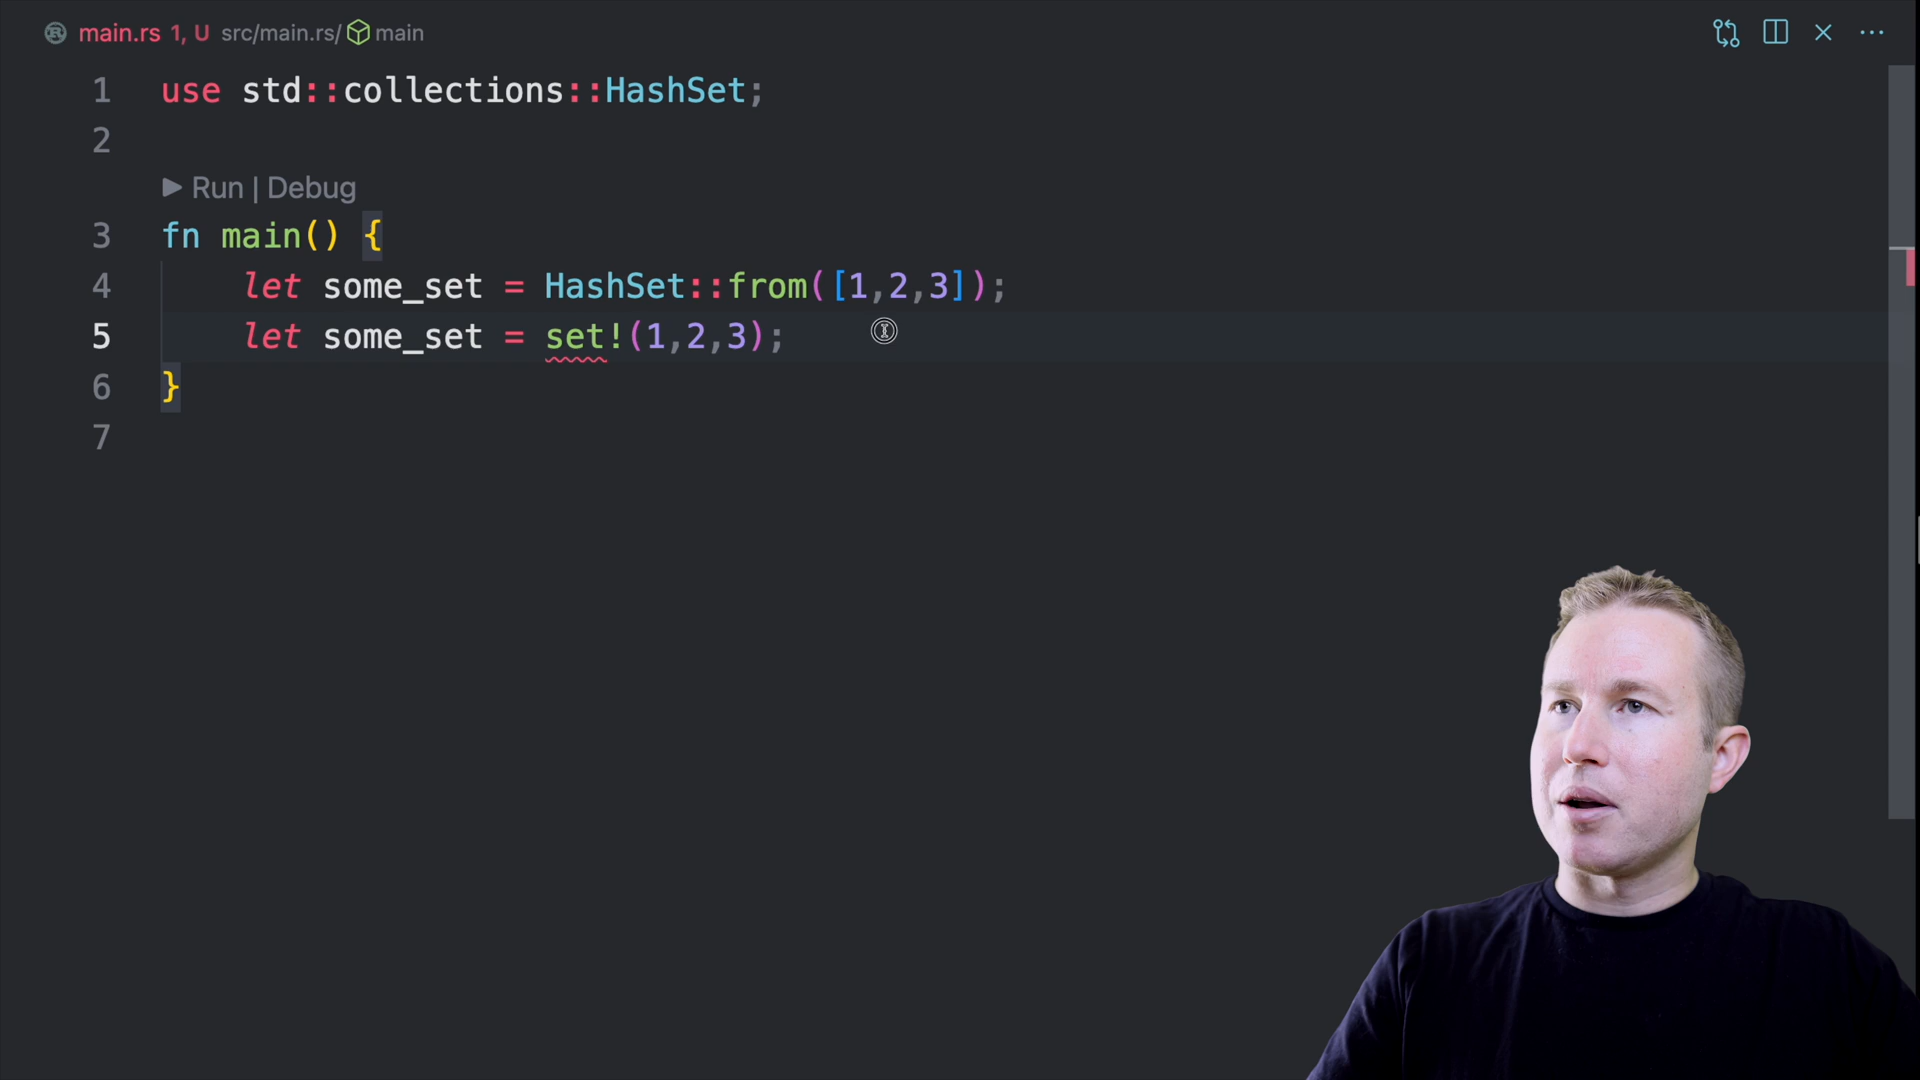 main.rs 1, U src/main.rs/ main ···
1 use std::collections::HashSet;
2
Run | Debug
3 fn main() {
4 let some_set = HashSet::from([1,2,3]);
5 let some_set = set!(1,2,3);
6 }
7